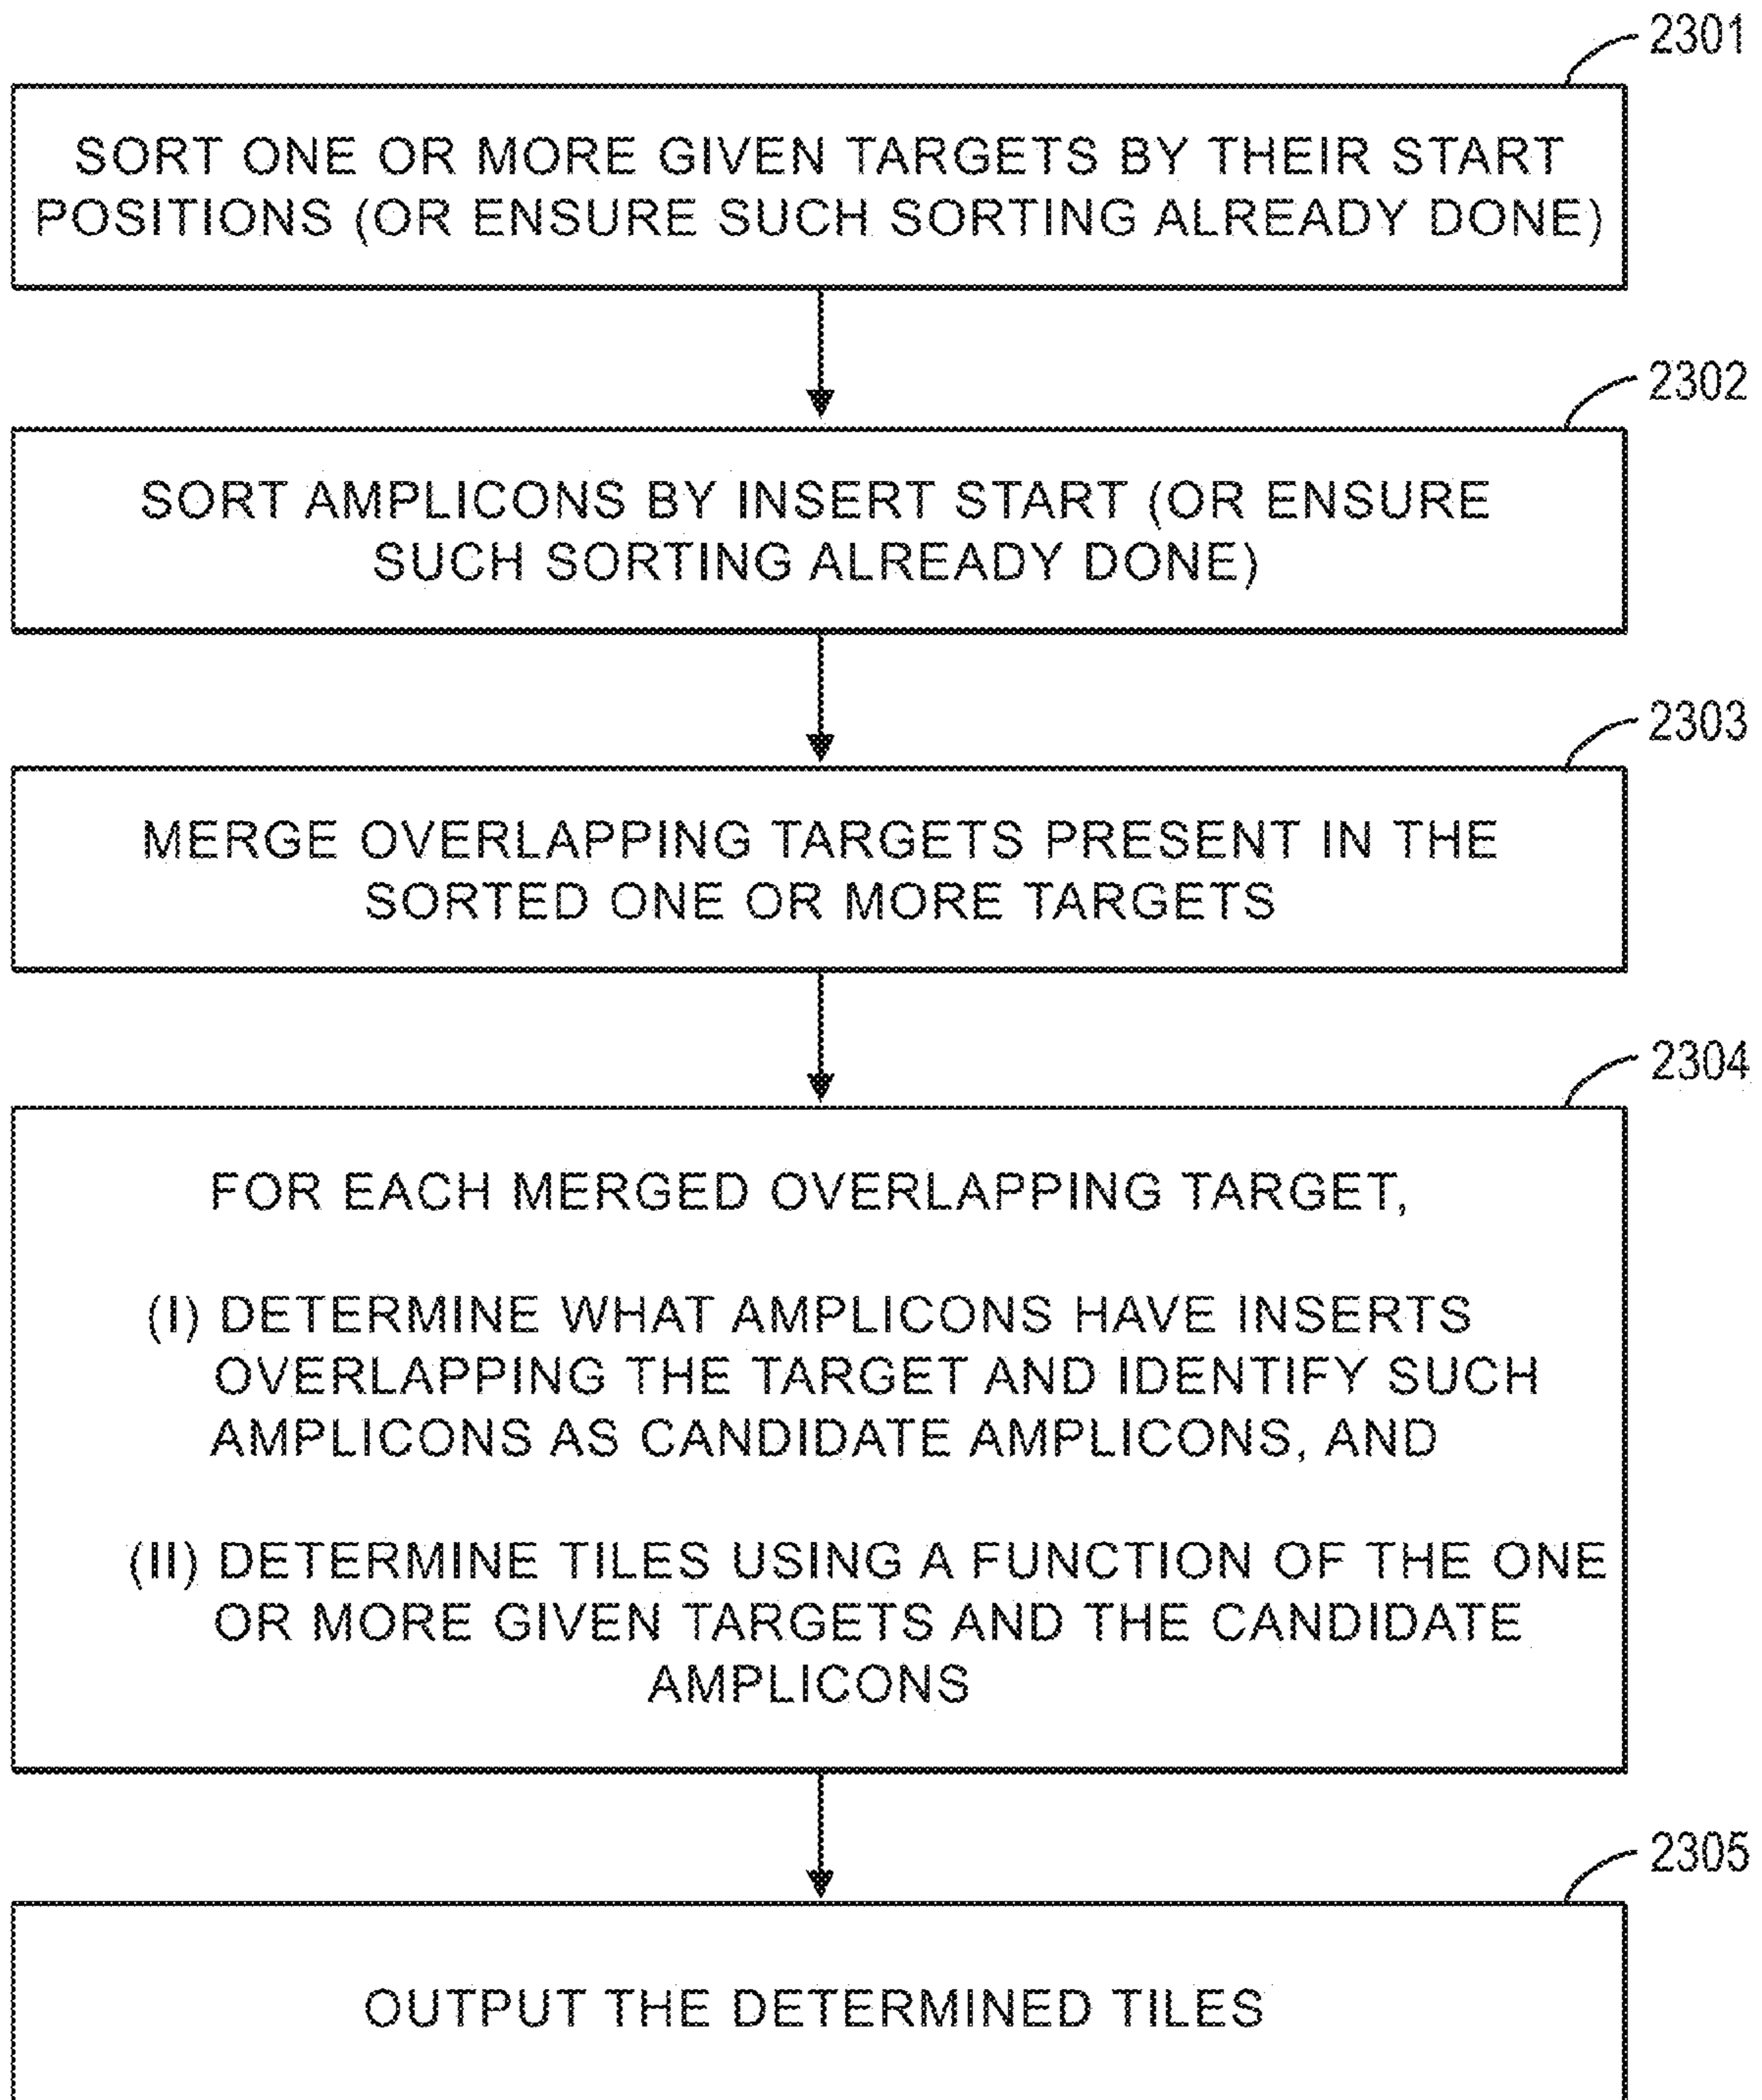 2301
SORT ONE OR MORE GIVEN TARGETS BY THEIR START
POSITIONS (OR ENSURE SUCH SORTING ALREADY DONE)
2302
SORT AMPLICONS BY INSERT START (OR ENSURE
SUCH SORTING ALREADY DONE)
2303
MERGE OVERLAPPING TARGETS PRESENT IN THE
SORTED ONE OR MORE TARGETS
2304
FOR EACH MERGED OVERLAPPING TARGET,
(I) DETERMINE WHAT AMPLICONS HAVE INSERTS
OVERLAPPING THE TARGET AND IDENTIFY SUCH
AMPLICONS AS CANDIDATE AMPLICONS, AND
(II) DETERMINE TILES USING A FUNCTION OF THE ONE
OR MORE GIVEN TARGETS AND THE CANDIDATE
AMPLICONS
2305
OUTPUT THE DETERMINED TILES